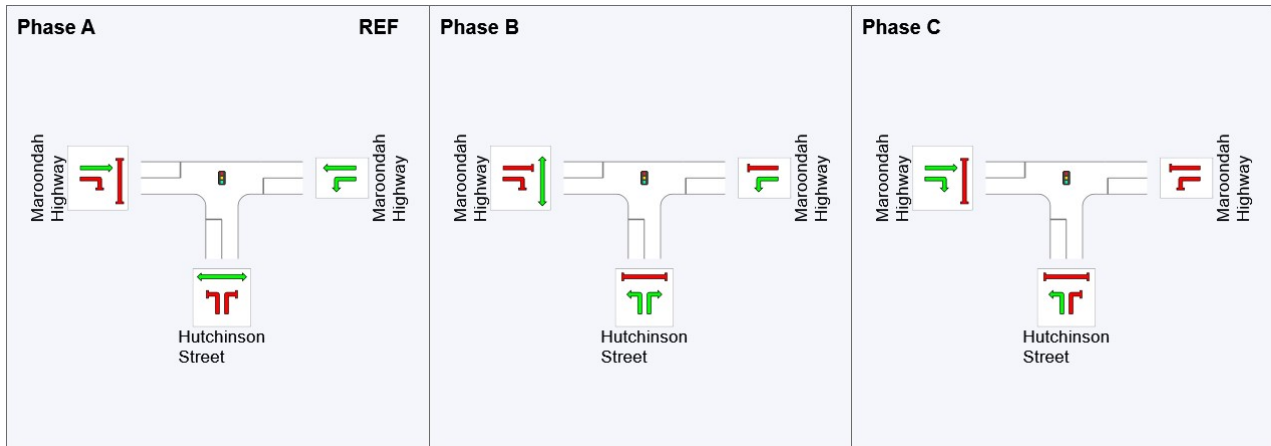 Phase A
REF
Maroondah
Highway
Maroondah
Highway
Hutchinson
Street
Phase B
Maroondah
Highway
Maroondah
Highway
Hutchinson
Street
Phase C
Maroondah
Highway
Maroondah
Highway
Hutchinson
Street